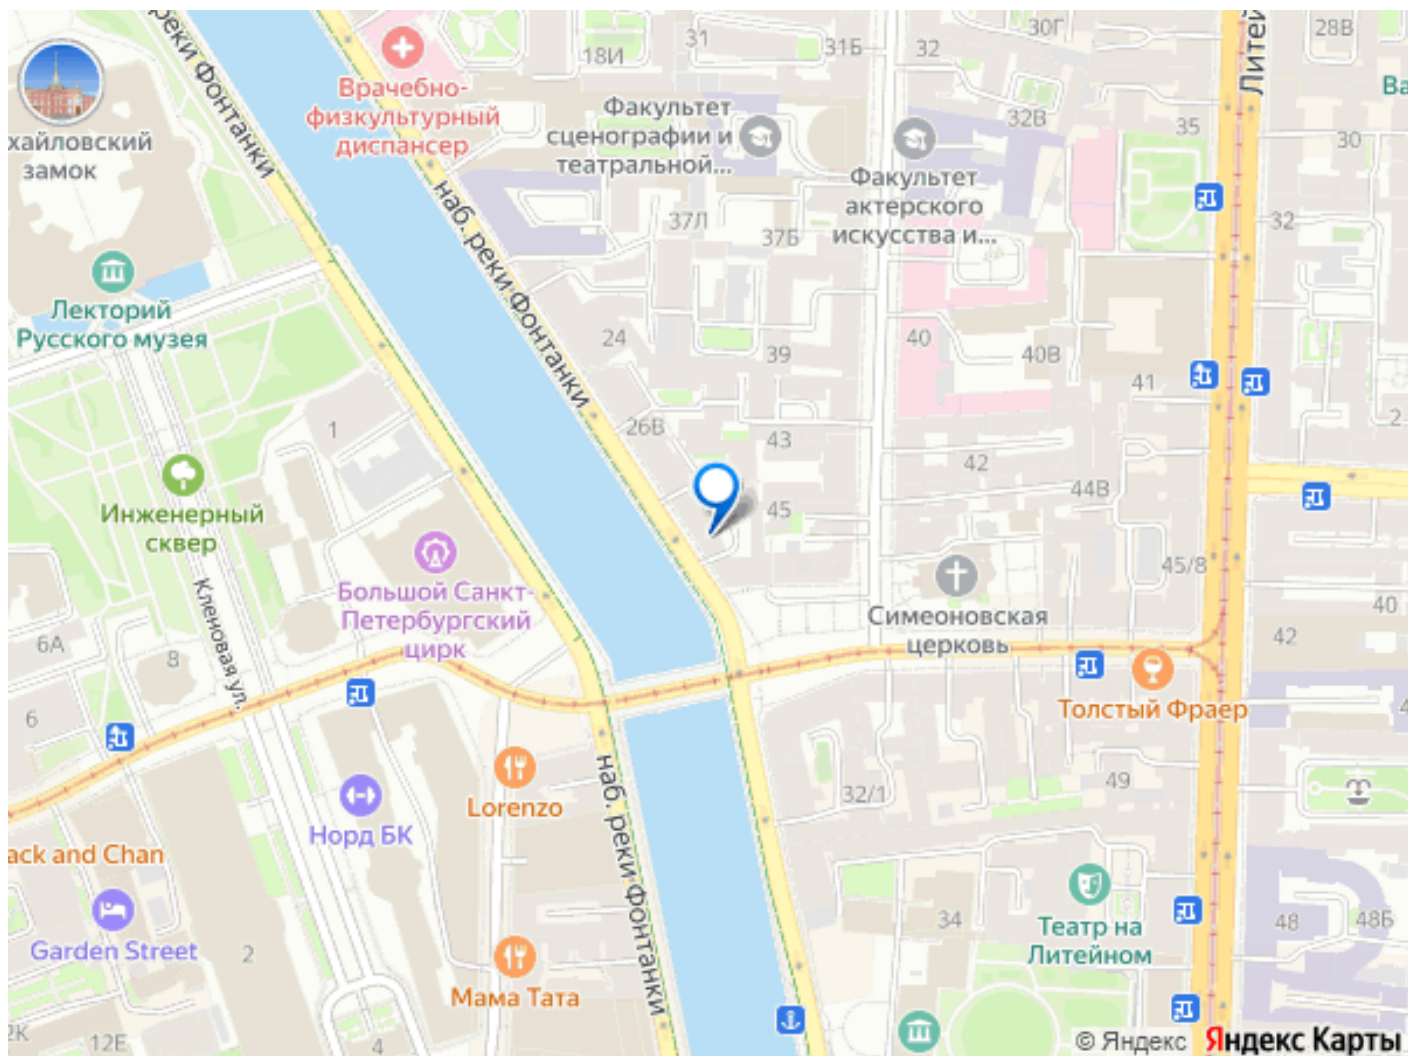 реки Фонтанки
Врачебно-
физкультурный
диспансер
18И
31
31Б
32
30Г
28В
Факультет
сценографии и
театральной...
Факультет
актерского
искусства и...
32В
35
30
32
хайловский
замок
Лекторий
Русского музея
наб. реки Фонтанки
37Л
37Б
24
39
40
40В
41
1
26В
43
42
44В
45
45/8
Инженерный
сквер
Кленовая ул.
Большой Санкт-
Петербургский
цирк
Симеоновская
церковь
40
42
6А
8
6
Толстый Фраер
Lorenzo
Норд БК
наб. реки Фонтанки
32/1
49
ack and Chan
Garden Street
2
Мама Тата
34
Театр на
Литейном
48
48Б
12Е
4
© Яндекс
Яндекс Карты